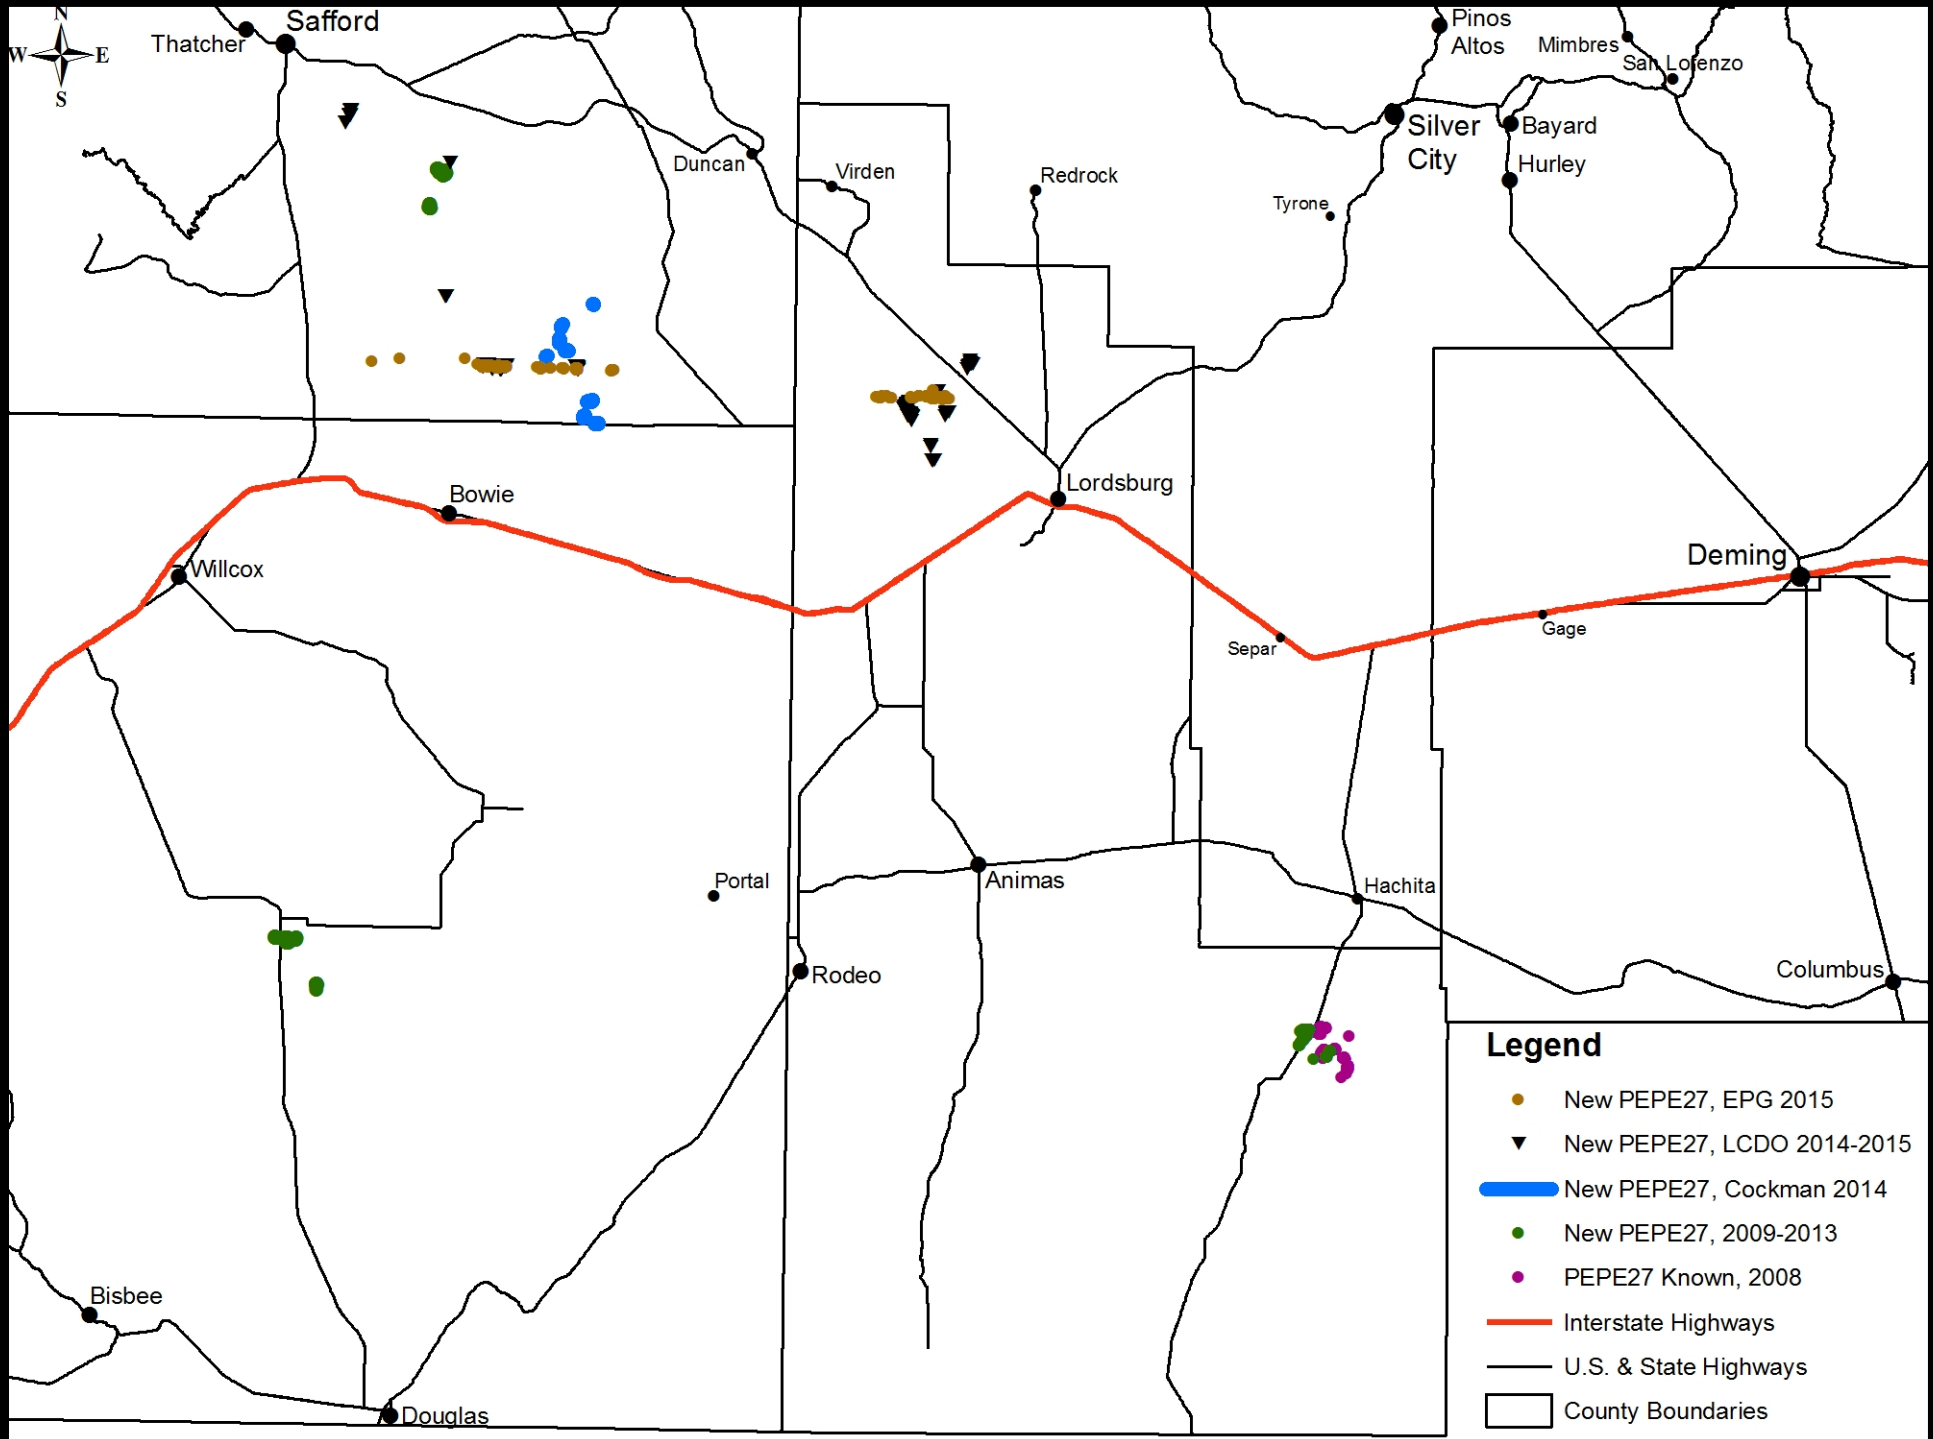 N
W E
S
Thatcher
Safford
Pinos
Altos
Mimbres
San Lorenzo
Silver
City
Bayard
Hurley
Duncan
Virden
Redrock
Tyrone
Lordsburg
Bowie
Willcox
Deming
Separ
Gage
Portal
Animas
Hachita
Rodeo
Columbus
Bisbee
Douglas
Legend
New PEPE27, EPG 2015
New PEPE27, LCDO 2014-2015
New PEPE27, Cockman 2014
New PEPE27, 2009-2013
PEPE27 Known, 2008
Interstate Highways
U.S. & State Highways
County Boundaries